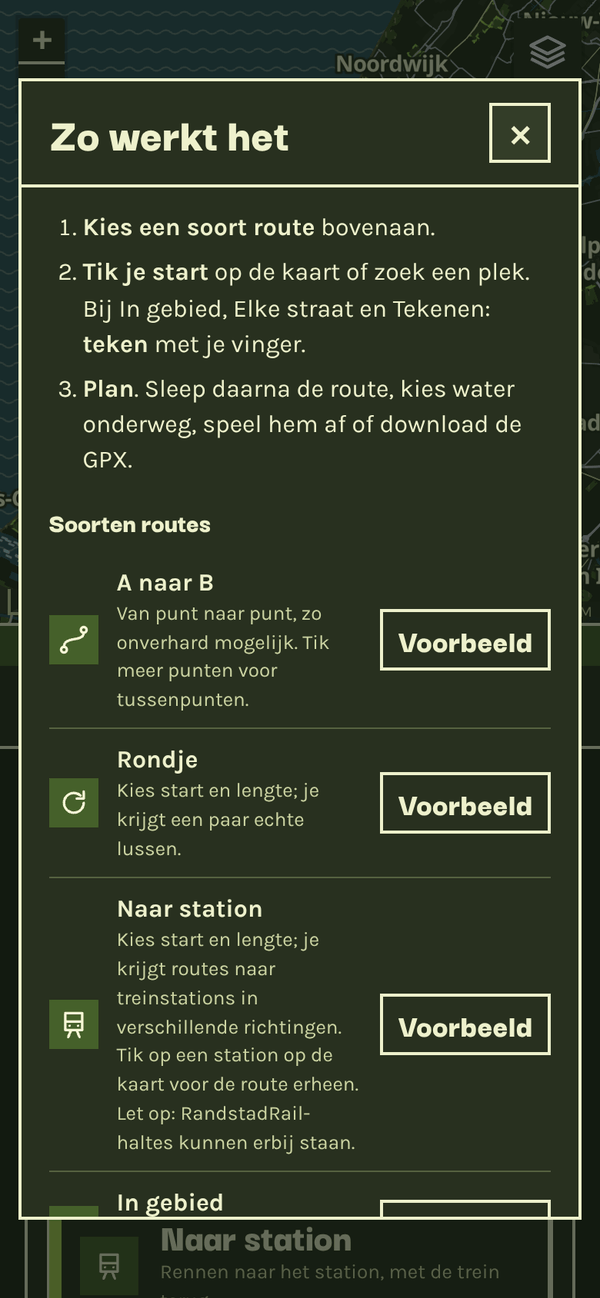 +
Noordwijk
Zo werkt het
×
1. Kies een soort route bovenaan.
2. Tik je start op de kaart of zoek een plek.
Bij In gebied, Elke straat en Tekenen:
teken met je vinger.
3. Plan. Sleep daarna de route, kies water
onderweg, speel hem af of download de
GPX.
Soorten routes
A naar B
Van punt naar punt, zo
onverhard mogelijk. Tik
meer punten voor
tussenpunten.
Voorbeeld
Rondje
Kies start en lengte; je
krijgt een paar echte
lussen.
Voorbeeld
Naar station
Kies start en lengte; je
krijgt routes naar
treinstations in
verschillende richtingen.
Tik op een station op de
kaart voor de route erheen.
Let op: RandstadRail-
haltes kunnen erbij staan.
Voorbeeld
In gebied
Naar station
Rennen naar het station, met de trein